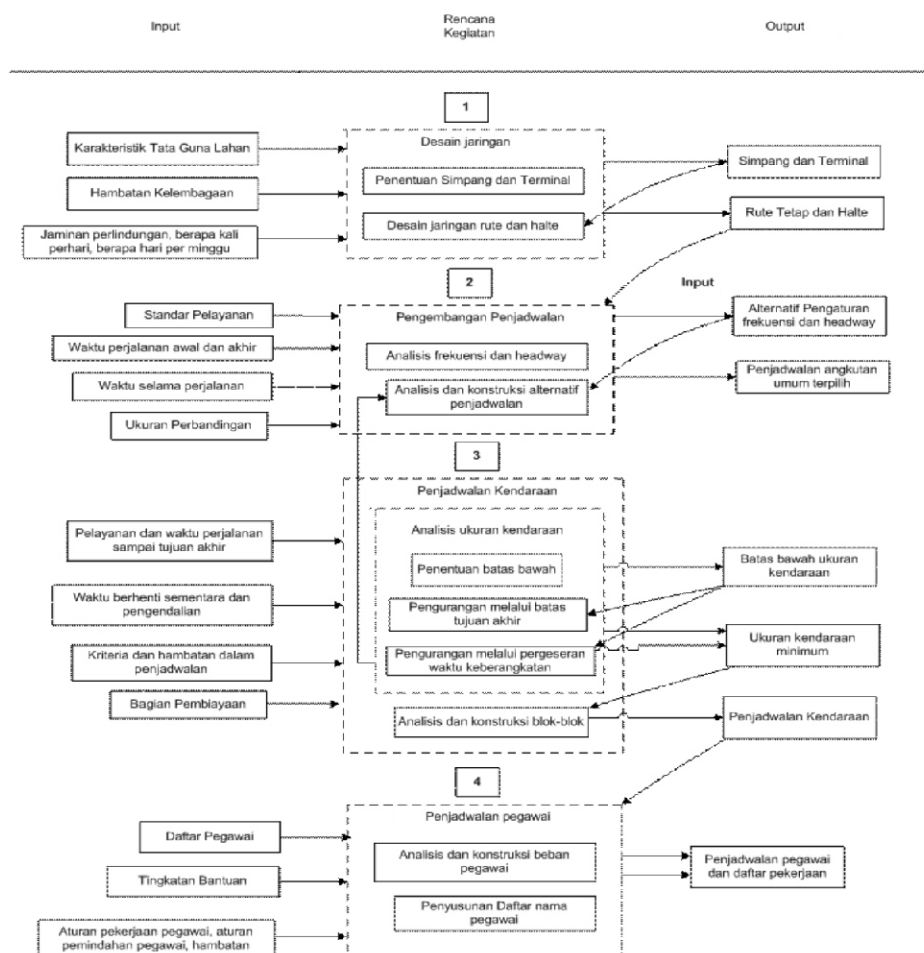 Input
Rencana
Kegiatan
Output
1
Desain jaringan
Karakteristik Tata Guna Lahan
Hambatan Kelembagaan
Jaminan perlindungan, berapa kali
perhari, berapa hari per minggu
Penentuan Simpang dan Terminal
Desain jaringan rute dan halte
Simpang dan Terminal
Rute Tetap dan Halte
2
Input
Pengembangan Penjadwalan
Standar Pelayanan
Waktu perjalanan awal dan akhir
Waktu selama perjalanan
Ukuran Perbandingan
Analisis frekuensi dan headway
Analisis dan konstruksi alternatif
penjadwalan
Alternatif Pengaturan
frekuensi dan headway
Penjadwalan angkutan
umum terpilih
3
Penjadwalan Kendaraan
Pelayanan dan waktu perjalanan
sampai tujuan akhir
Waktu berhenti sementara dan
pengendalian
Kriteria dan hambatan dalam
penjadwalan
Bagian Pembiayaan
Analisis ukuran kendaraan
Penentuan batas bawah
Pengurangan melalui batas
tujuan akhir
Pengurangan melalui pergeseran
waktu keberangkatan
Analisis dan konstruksi blok-blok
Batas bawah ukuran
kendaraan
Ukuran kendaraan
minimum
Penjadwalan Kendaraan
4
Penjadwalan pegawai
Daftar Pegawai
Tingkatan Bantuan
Aturan pekerjaan pegawai, aturan
pemindahan pegawai, hambatan
Analisis dan konstruksi beban
pegawai
Penyusunan Daftar nama
pegawai
Penjadwalan pegawai
dan daftar pekerjaan